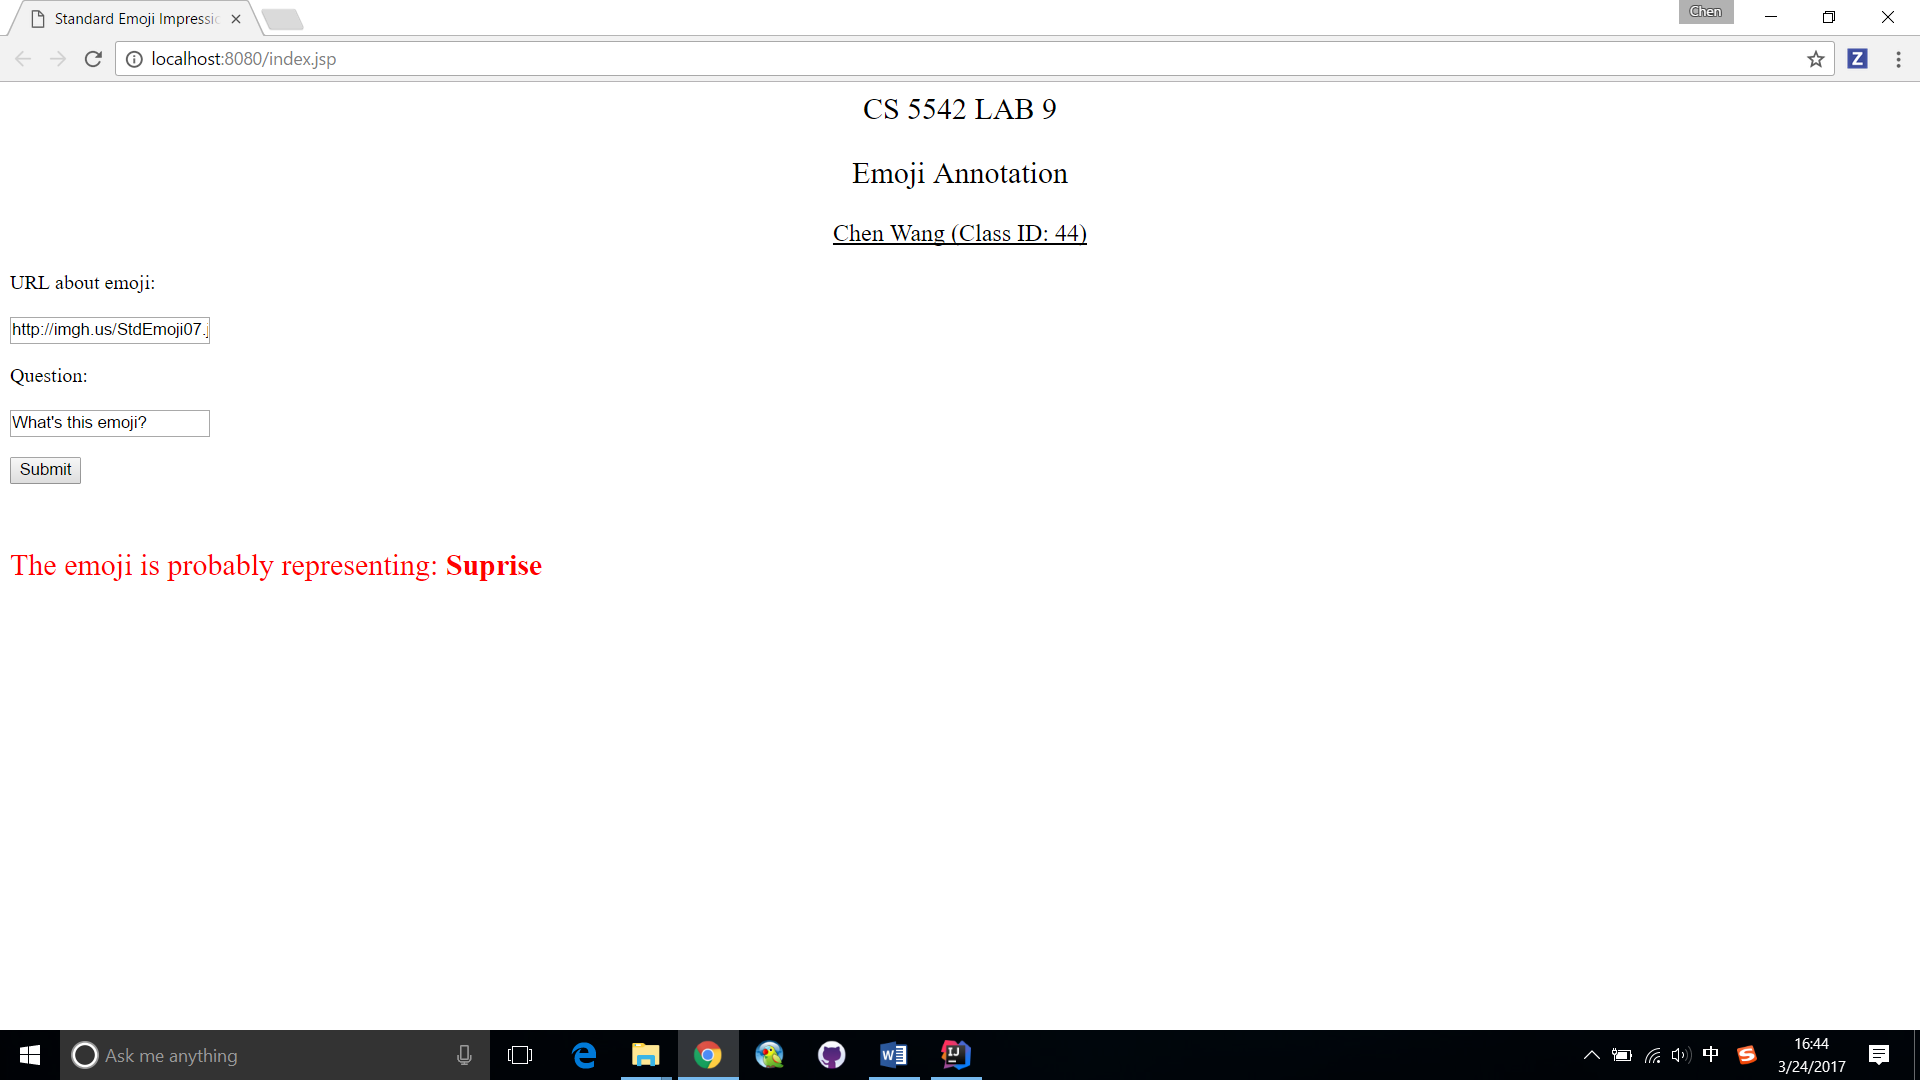 Standard Emoji Impressio
Chen
localhost:8080/index.jsp
Z
CS 5542 LAB 9
Emoji Annotation
Chen Wang (Class ID: 44)
URL about emoji:
http://imgh.us/StdEmoji07.j
Question:
What's this emoji?
Submit
The emoji is probably representing: Suprise
Ask me anything
W
IJ
中
S
16:44
3/24/2017